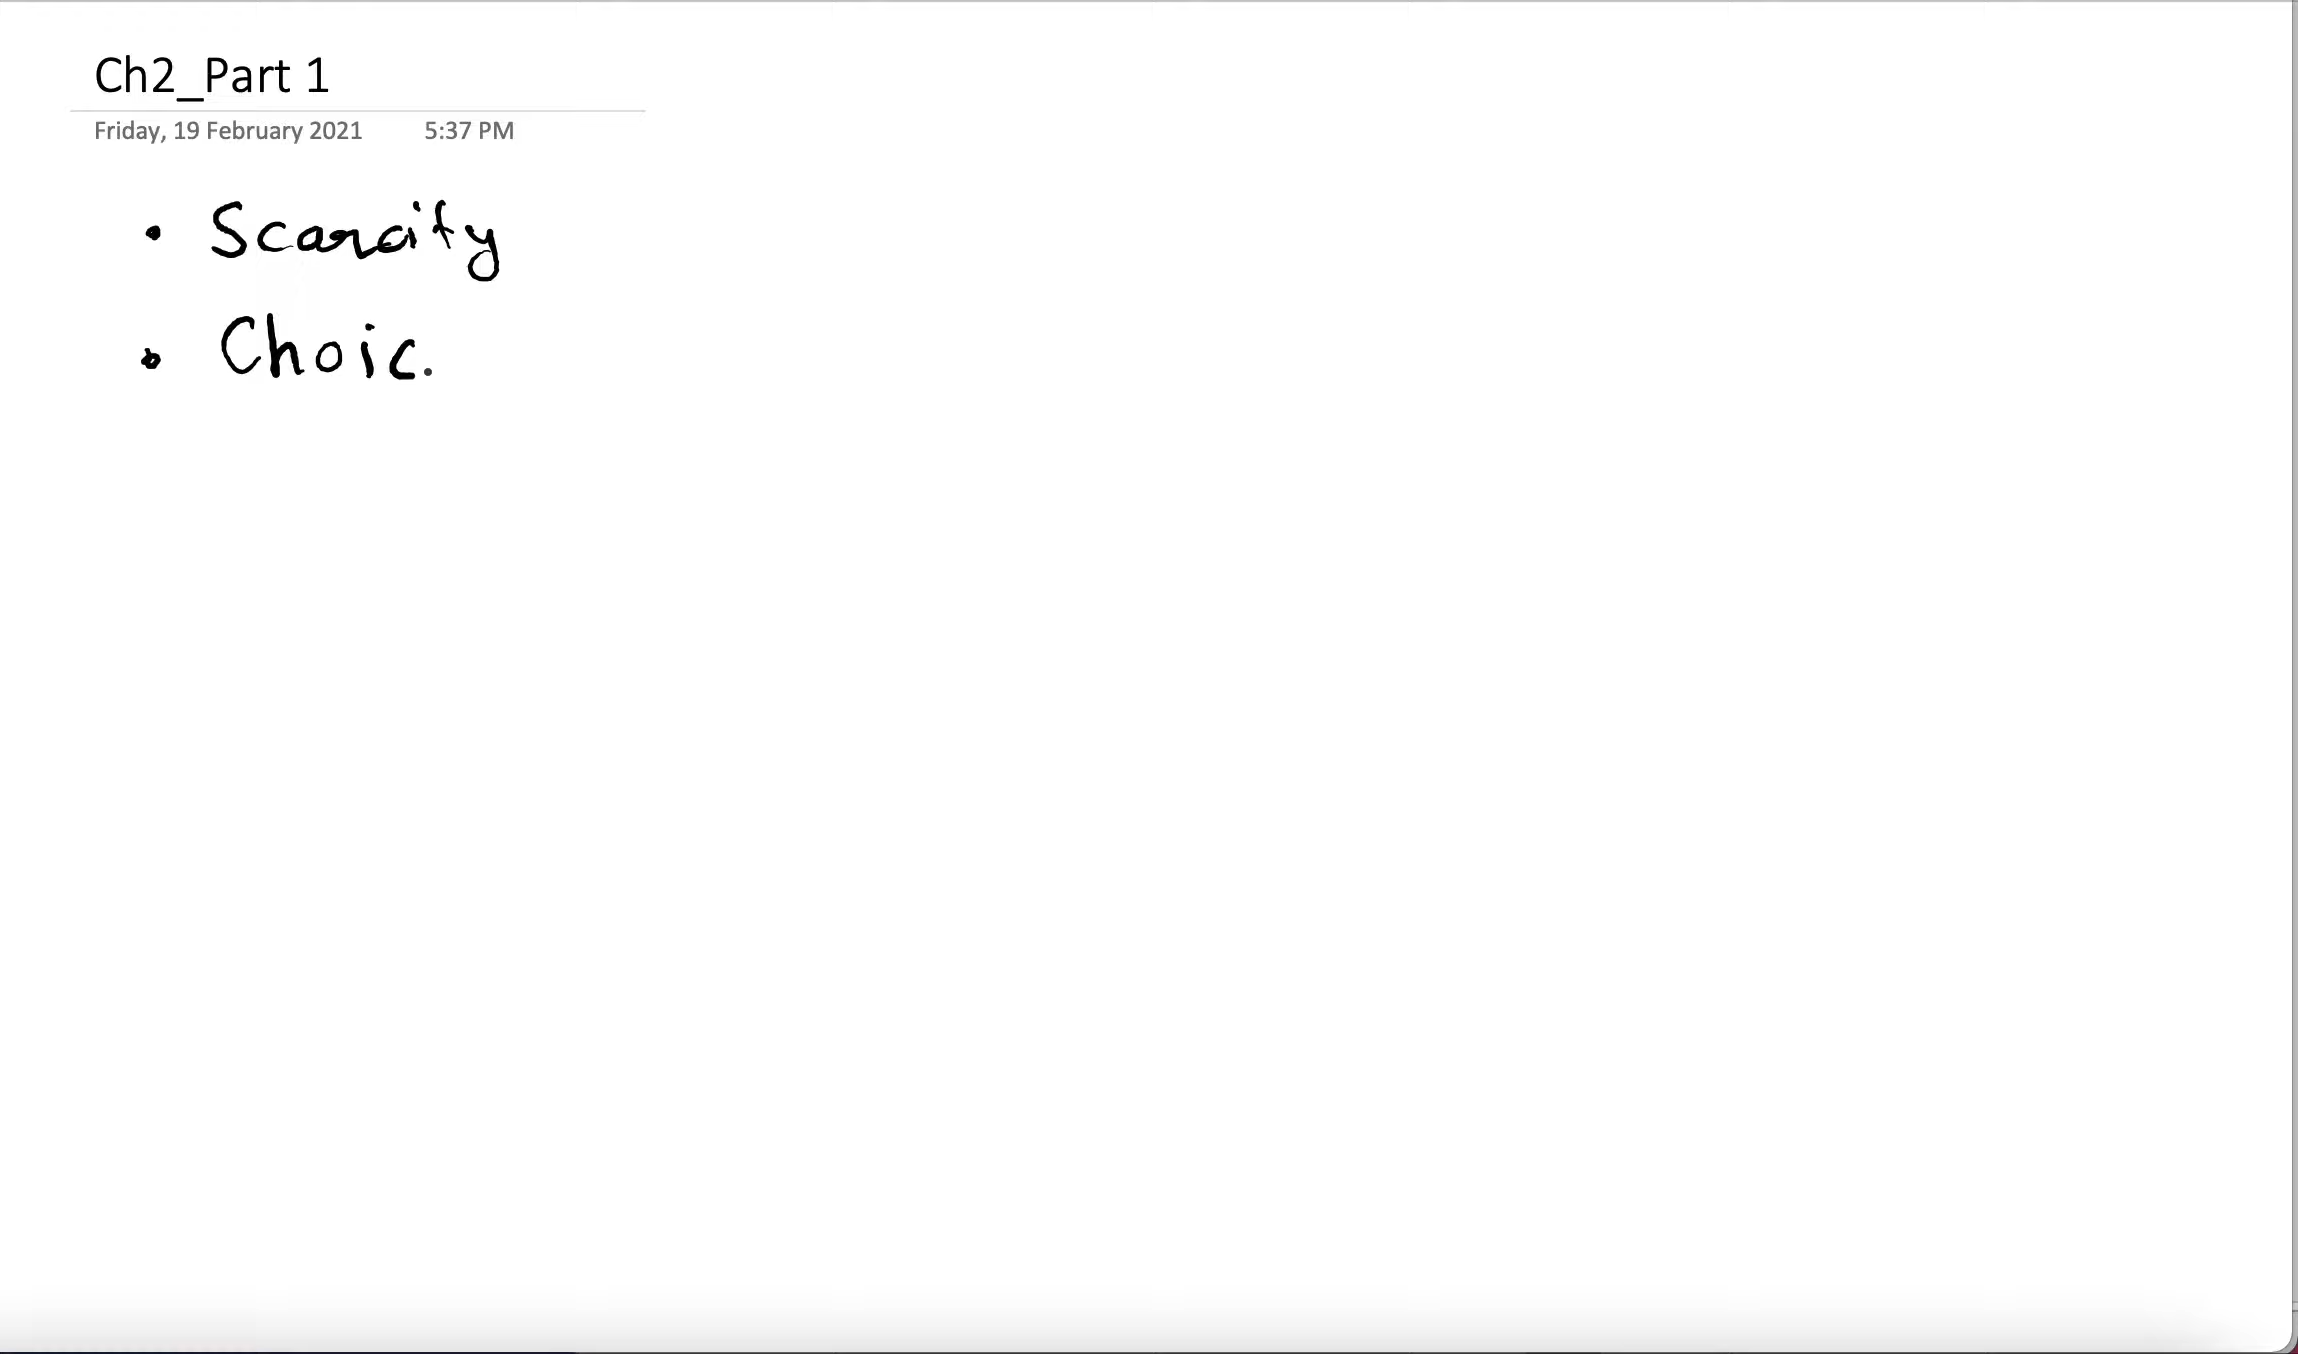 Ch2_Part 1
Friday, 19 February 2021 5:37 PM
• Scarcity
• Choic.